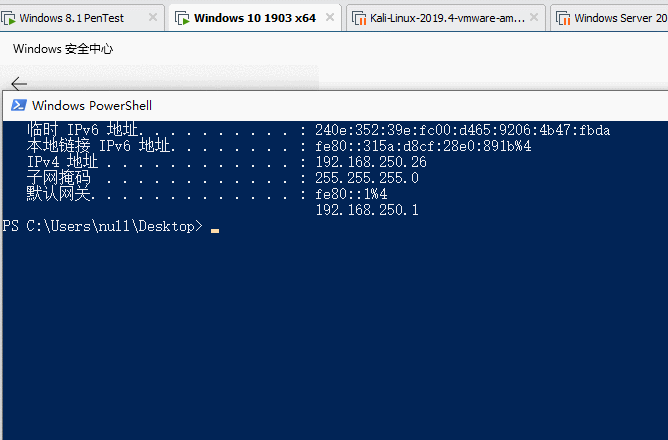 Windows 8.1 PenTest
Windows 10 1903 x64
Kali-Linux-2019.4-vmware-am...
Windows Server 20
Windows 安全中心
Windows PowerShell
临时 IPv6 地址. . . . . . . . . . : 240e:352:39e:fc00:d465:9206:4b47:fbda
本地链接 IPv6 地址. . . . . . . . : fe80::315a:d8cf:28e0:891b%4
IPv4 地址 . . . . . . . . . . . . : 192.168.250.26
子网掩码 . . . . . . . . . . . . : 255.255.255.0
默认网关. . . . . . . . . . . . . : fe80::1%4
192.168.250.1
PS C:\Users\null\Desktop>